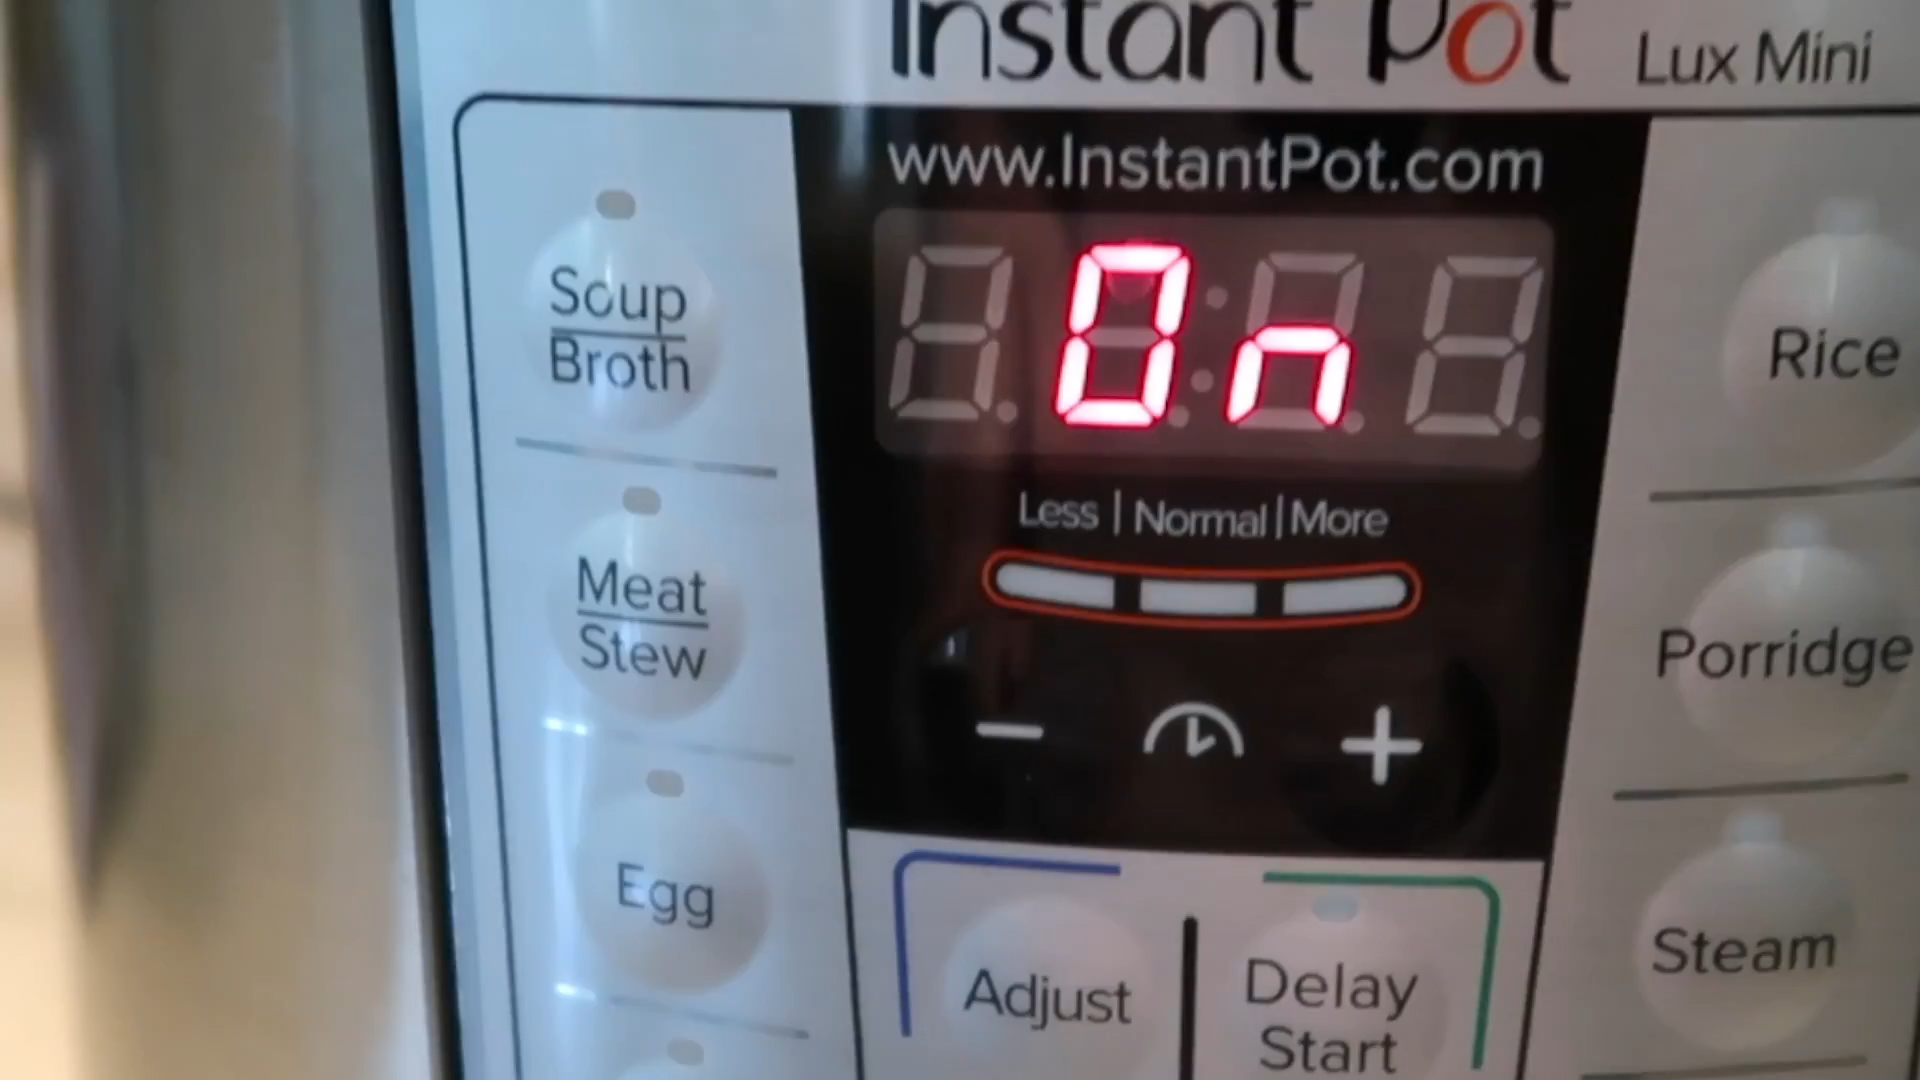 Instant Pot Lux Mini
www.InstantPot.com
On
Less | Normal | More
Soup
Broth
Meat
Stew
Egg
Rice
Porridge
Steam
− +
Adjust
Delay
Start